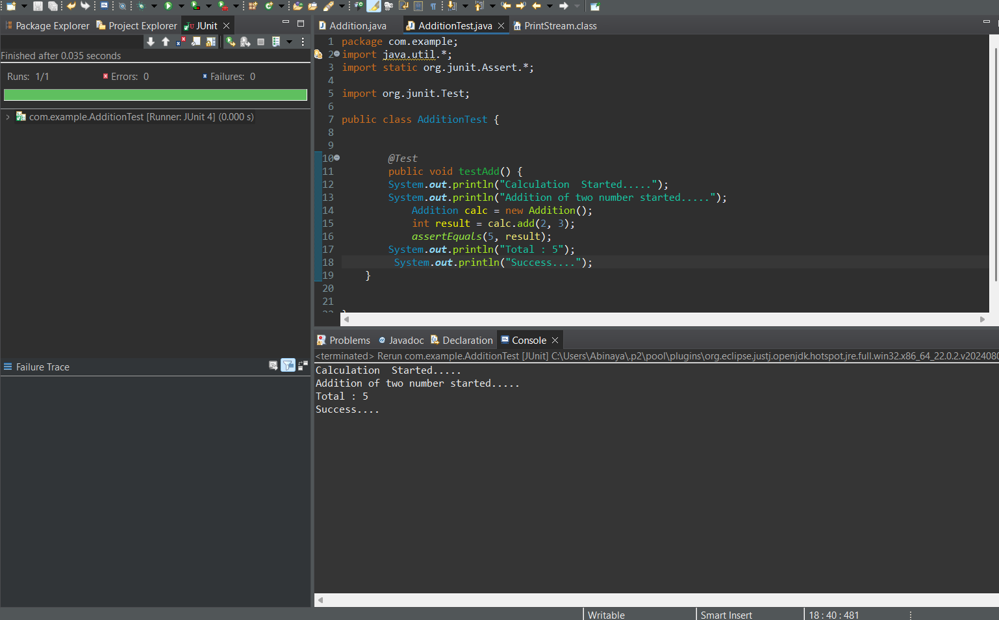 Package Explorer Project Explorer JUnit
Finished after 0.035 seconds
Runs: 1/1 Errors: 0 Failures: 0
com.example.AdditionTest [Runner: JUnit 4] (0.000 s)
Failure Trace
Addition.java AdditionTest.java PrintStream.class
1 package com.example;
2 import java.util.*;
3 import static org.junit.Assert.*;
4
5 import org.junit.Test;
6
7 public class AdditionTest {
8
9
10 @Test
11 public void testAdd() {
12 System.out.println("Calculation  Started.....");
13 System.out.println("Addition of two number started.....");
14 Addition calc = new Addition();
15 int result = calc.add(2, 3);
16 assertEquals(5, result);
17 System.out.println("Total : 5");
18 System.out.println("Success....");
19 }
20
21
Problems Javadoc Declaration Console
<terminated> Rerun com.example.AdditionTest [JUnit] C:\Users\Abinaya\.p2\pool\plugins\org.eclipse.justj.openjdk.hotspot.jre.full.win32.x86_64_22.0.2.v202408
Calculation  Started.....
Addition of two number started.....
Total : 5
Success....
Writable Smart Insert 18 : 40 : 481